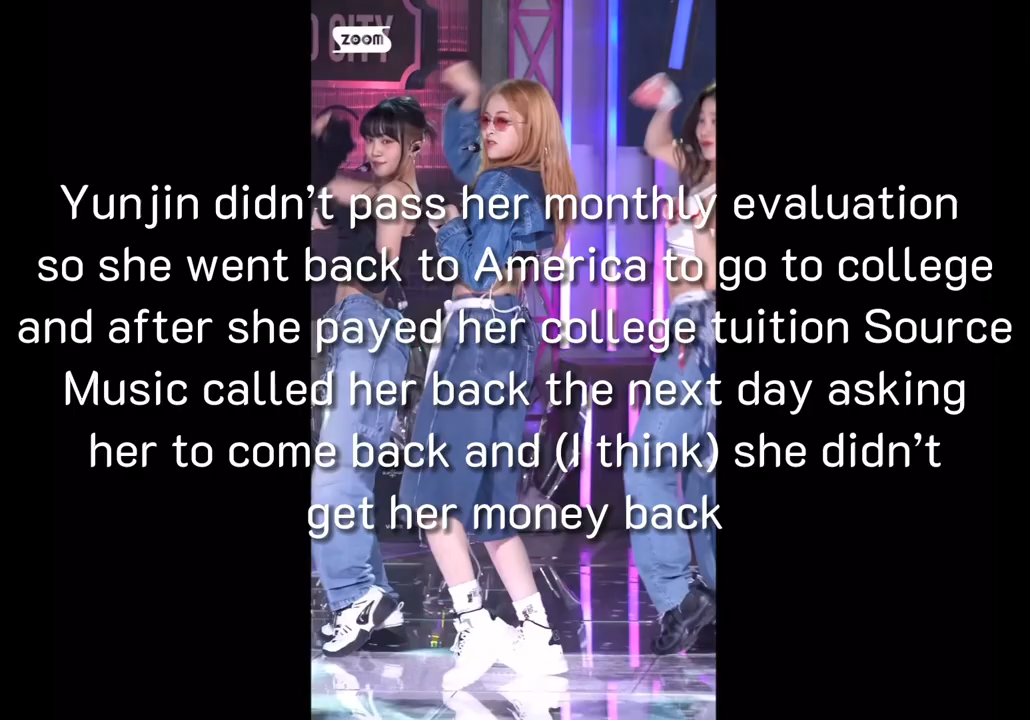 ZOOM
O CITY
Yunjin didn’t pass her monthly evaluation
so she went back to America to go to college
and after she payed her college tuition Source
Music called her back the next day asking
her to come back and (I think) she didn’t
get her money back